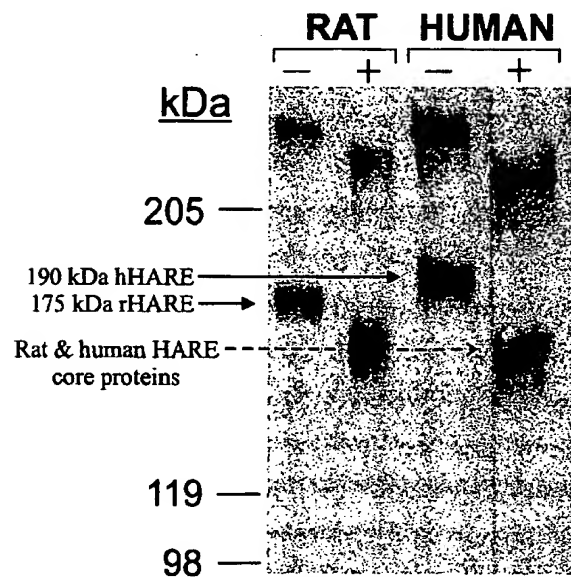 RAT HUMAN
− + − +
kDa
205
190 kDa hHARE
175 kDa rHARE
Rat & human HARE
core proteins
119
98